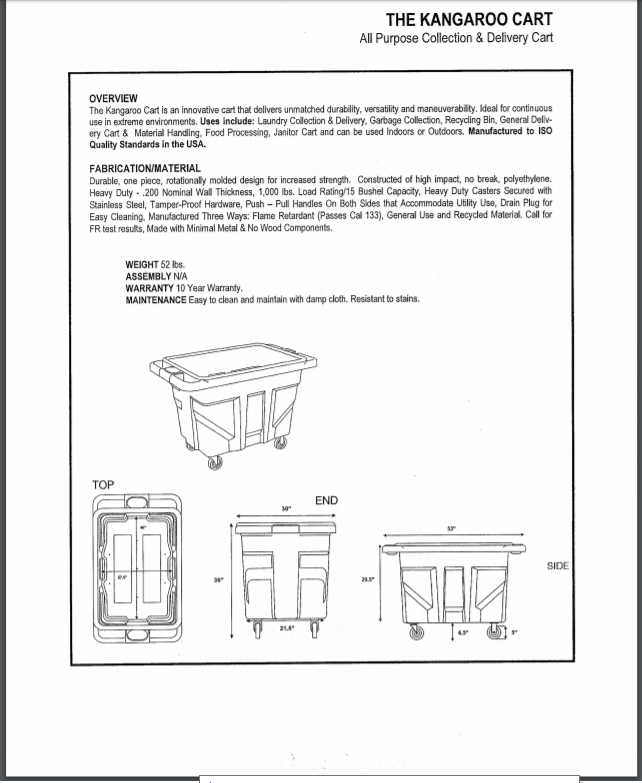 THE KANGAROO CART
All Purpose Collection & Delivery Cart
OVERVIEW
The Kangaroo Cart is an innovative cart that delivers unmatched durability, versatility and maneuverability. Ideal for continuous
use in extreme environments. Uses include: Laundry Collection & Delivery, Garbage Collection, Recycling Bin, General Deliv-
ery Cart & Material Handling, Food Processing, Janitor Cart and can be used Indoors or Outdoors. Manufactured to ISO
Quality Standards in the USA.
FABRICATION/MATERIAL
Durable, one piece, rotationally molded design for increased strength. Constructed of high impact, no break, polyethylene.
Heavy Duty - .200 Nominal Wall Thickness, 1,000 lbs. Load Rating/15 Bushel Capacity, Heavy Duty Casters Secured with
Stainless Steel, Tamper-Proof Hardware, Push – Pull Handles On Both Sides that Accommodate Utility Use, Drain Plug for
Easy Cleaning, Manufactured Three Ways: Flame Retardant (Passes Cal 133), General Use and Recycled Material. Call for
FR test results, Made with Minimal Metal & No Wood Components.
WEIGHT 52 lbs.
ASSEMBLY N/A
WARRANTY 10 Year Warranty.
MAINTENANCE Easy to clean and maintain with damp cloth. Resistant to stains.
TOP
END
30"
53"
SIDE
21.5"
6.5"
5"